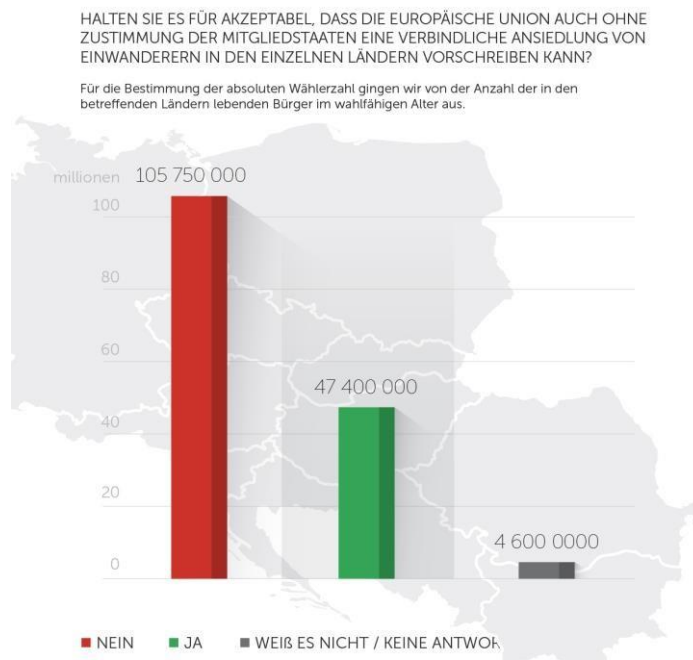 HALTEN SIE ES FÜR AKZEPTABEL, DASS DIE EUROPÄISCHE UNION AUCH OHNE
ZUSTIMMUNG DER MITGLIEDSTAATEN EINE VERBINDLICHE ANSIEDLUNG VON
EINWANDERERN IN DEN EINZELNEN LÄNDERN VORSCHREIBEN KANN?
Für die Bestimmung der absoluten Wählerzahl gingen wir von der Anzahl der in den
betreffenden Ländern lebenden Bürger im wahlfähigen Alter aus.
millionen 105 750 000
100
80
60
47 400 000
40
20
4 600 0000
0
NEIN JA WEIß ES NICHT / KEINE ANTWOR